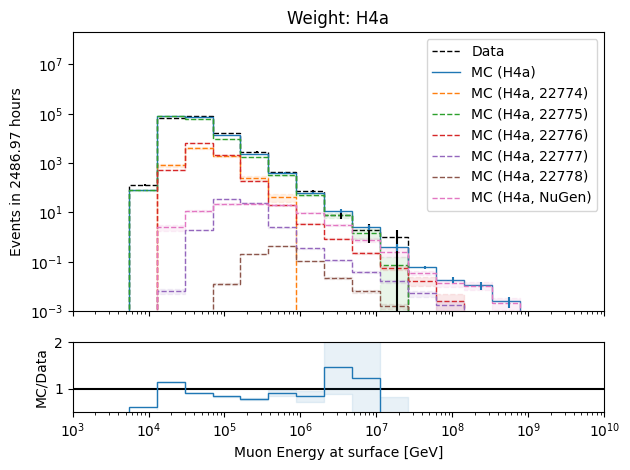 Weight: H4a
Events in 2486.97 hours
10^7
10^5
10^3
10^1
10^-1
10^-3
Data
MC (H4a)
MC (H4a, 22774)
MC (H4a, 22775)
MC (H4a, 22776)
MC (H4a, 22777)
MC (H4a, 22778)
MC (H4a, NuGen)
MC/Data
2
1
10^3
10^4
10^5
10^6
10^7
10^8
10^9
10^10
Muon Energy at surface [GeV]